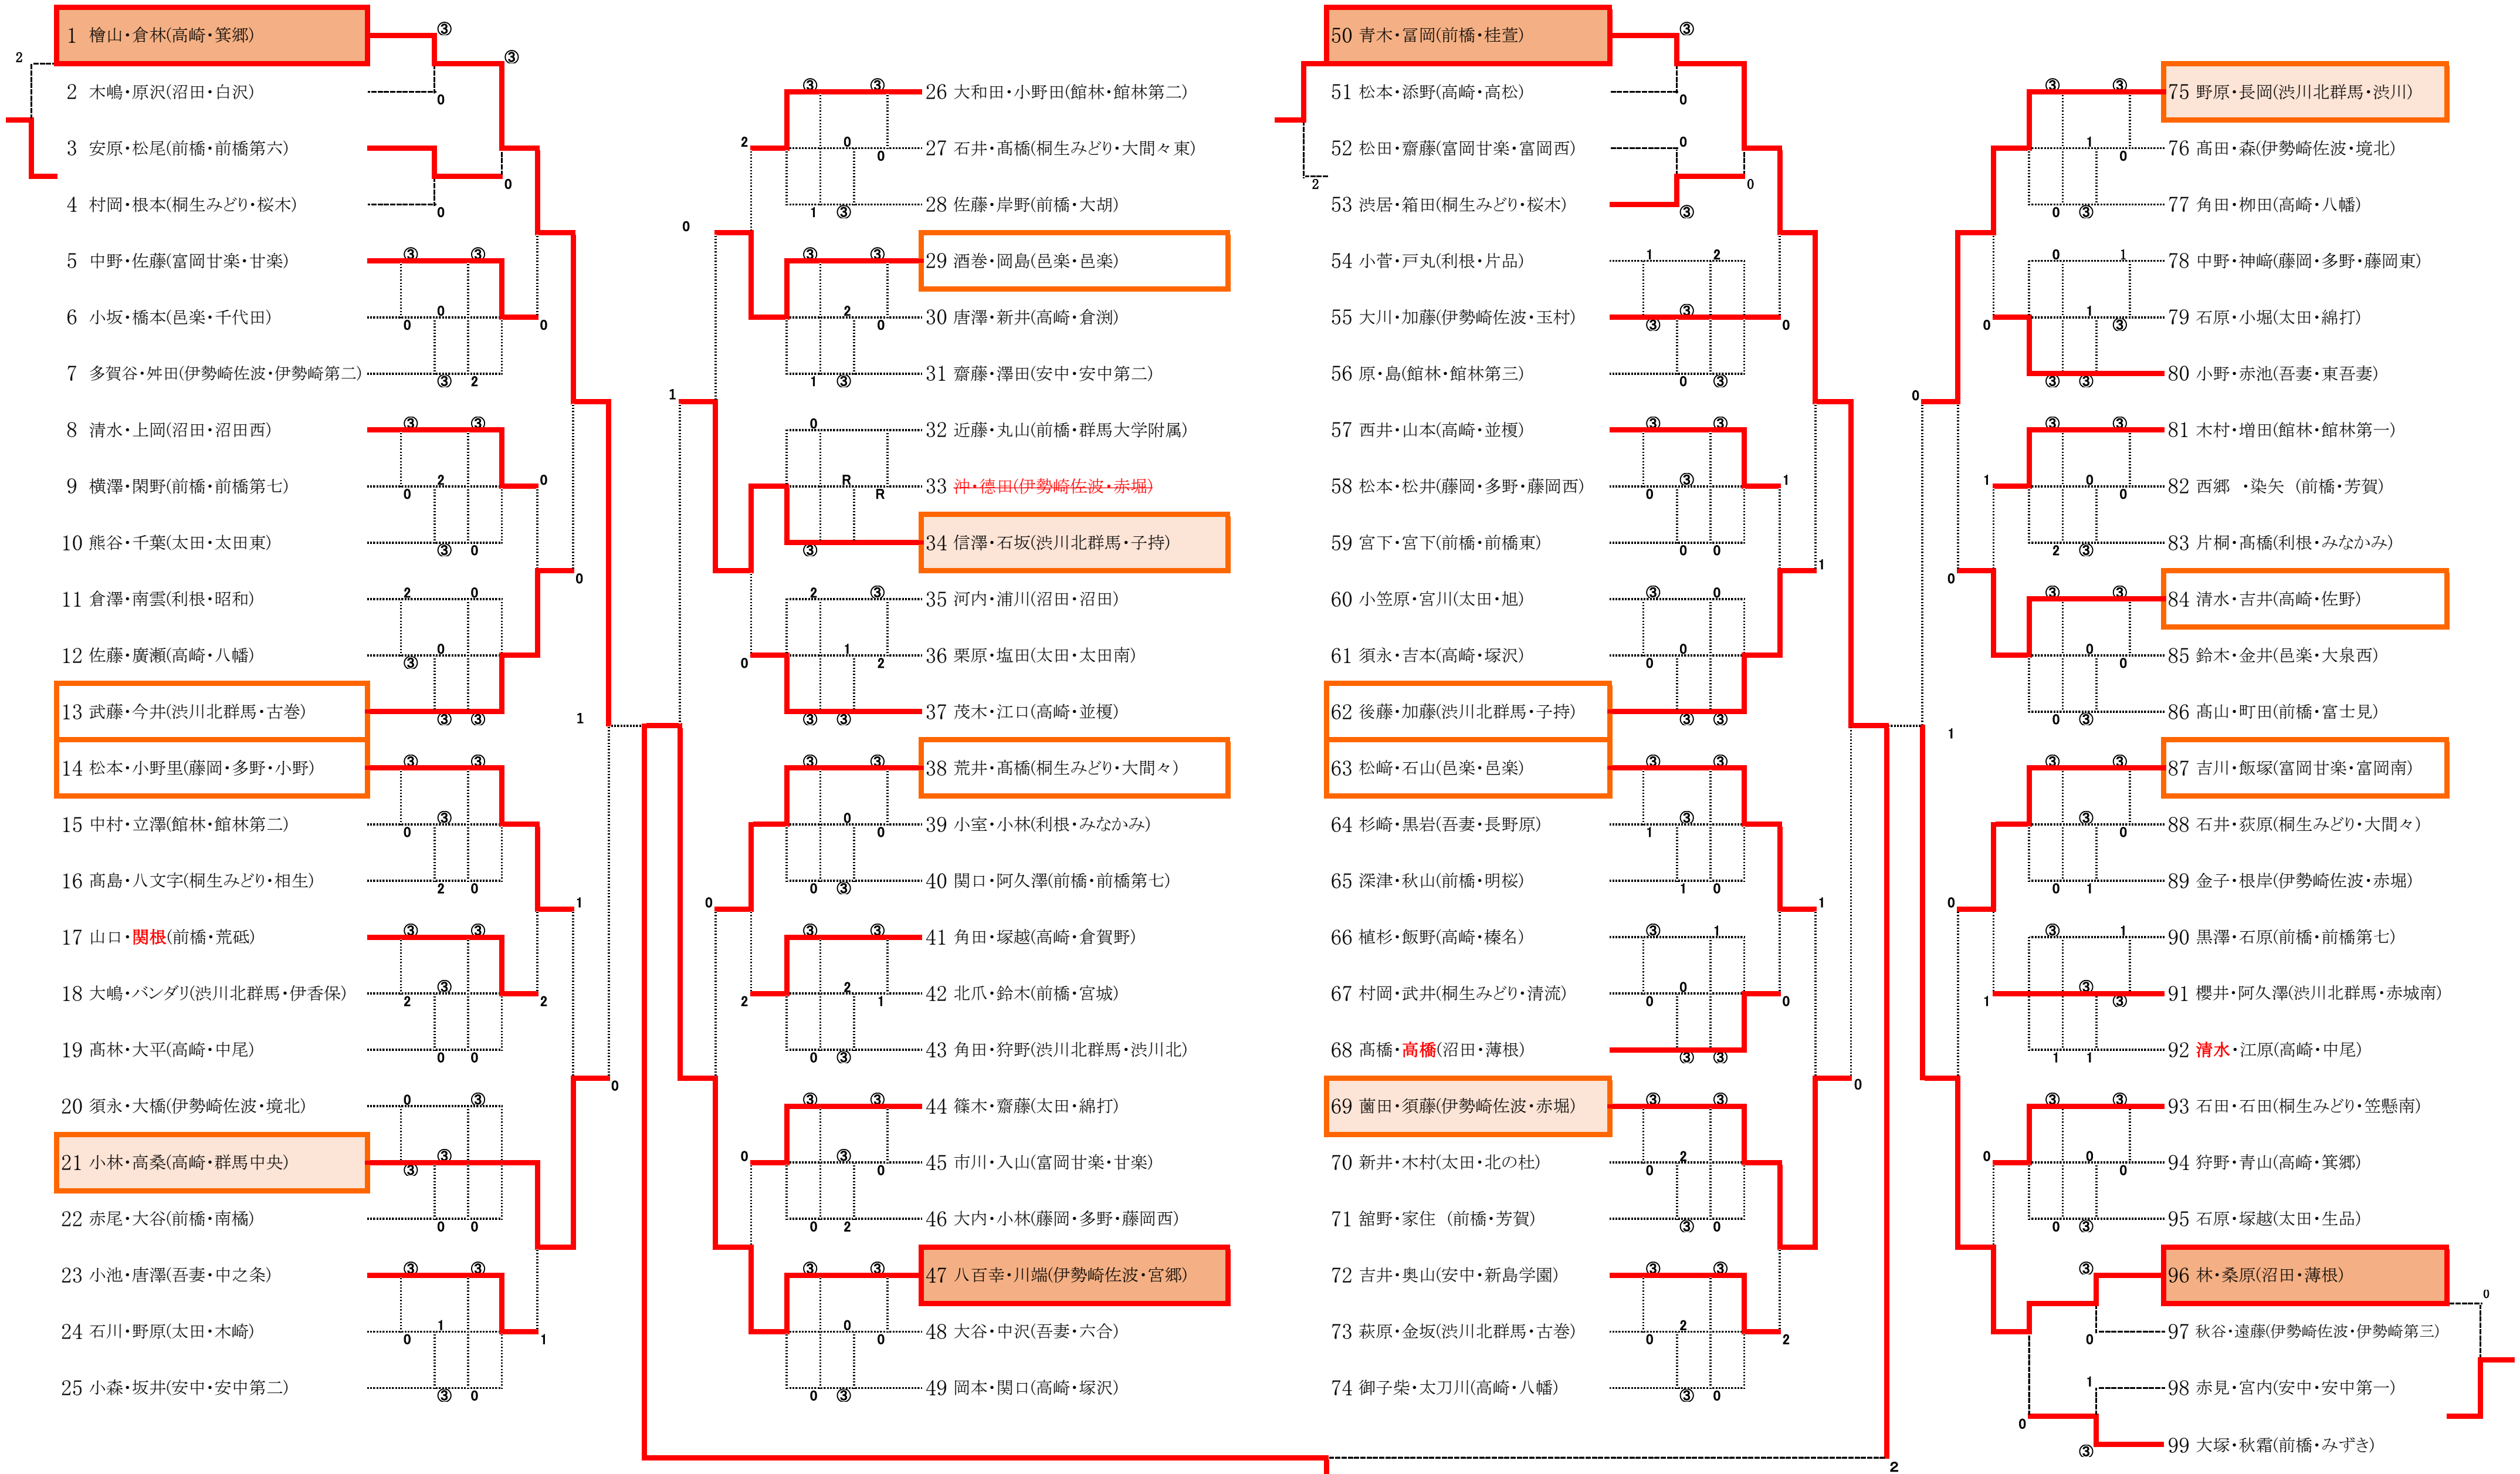 1 檜山・倉林(高崎・箕郷)
2 木嶋・原沢(沼田・白沢)
3 安原・松尾(前橋・前橋第六)
4 村岡・根本(桐生みどり・桜木)
5 中野・佐藤(富岡甘楽・甘楽)
6 小坂・橋本(邑楽・千代田)
7 多賀谷・舛田(伊勢崎佐波・伊勢崎第二)
8 清水・上岡(沼田・沼田西)
9 横澤・閑野(前橋・前橋第七)
10 熊谷・千葉(太田・太田東)
11 倉澤・南雲(利根・昭和)
12 佐藤・廣瀬(高崎・八幡)
13 武藤・今井(渋川北群馬・古巻)
14 松本・小野里(藤岡・多野・小野)
15 中村・立澤(館林・館林第二)
16 髙島・八文字(桐生みどり・相生)
17 山口・関根(前橋・荒砥)
18 大嶋・バンダリ(渋川北群馬・伊香保)
19 髙林・大平(高崎・中尾)
20 須永・大橋(伊勢崎佐波・境北)
21 小林・高桑(高崎・群馬中央)
22 赤尾・大谷(前橋・南橘)
23 小池・唐澤(吾妻・中之条)
24 石川・野原(太田・木崎)
25 小森・坂井(安中・安中第二)
26 大和田・小野田(館林・館林第二)
27 石井・髙橋(桐生みどり・大間々東)
28 佐藤・岸野(前橋・大胡)
29 酒巻・岡島(邑楽・邑楽)
30 唐澤・新井(高崎・倉渕)
31 齋藤・澤田(安中・安中第二)
32 近藤・丸山(前橋・群馬大学附属)
33 沖・德田(伊勢崎佐波・赤堀)
34 信澤・石坂(渋川北群馬・子持)
35 河内・浦川(沼田・沼田)
36 栗原・塩田(太田・太田南)
37 茂木・江口(高崎・並榎)
38 荒井・髙橋(桐生みどり・大間々)
39 小室・小林(利根・みなかみ)
40 関口・阿久澤(前橋・前橋第七)
41 角田・塚越(高崎・倉賀野)
42 北爪・鈴木(前橋・宮城)
43 角田・狩野(渋川北群馬・渋川北)
44 篠木・齋藤(太田・綿打)
45 市川・入山(富岡甘楽・甘楽)
46 大内・小林(藤岡・多野・藤岡西)
47 八百幸・川端(伊勢崎佐波・宮郷)
48 大谷・中沢(吾妻・六合)
49 岡本・関口(高崎・塚沢)
50 青木・冨岡(前橋・桂萱)
51 松本・添野(高崎・高松)
52 松田・齋藤(富岡甘楽・富岡西)
53 渋居・箱田(桐生みどり・桜木)
54 小菅・戸丸(利根・片品)
55 大川・加藤(伊勢崎佐波・玉村)
56 原・島(館林・館林第三)
57 西井・山本(高崎・並榎)
58 松本・松井(藤岡・多野・藤岡西)
59 宮下・宮下(前橋・前橋東)
60 小笠原・宮川(太田・旭)
61 須永・吉本(高崎・塚沢)
62 後藤・加藤(渋川北群馬・子持)
63 松﨑・石山(邑楽・邑楽)
64 杉崎・黒岩(吾妻・長野原)
65 深津・秋山(前橋・明桜)
66 植杉・飯野(高崎・榛名)
67 村岡・武井(桐生みどり・清流)
68 髙橋・高橋(沼田・薄根)
69 薗田・須藤(伊勢崎佐波・赤堀)
70 新井・木村(太田・北の杜)
71 舘野・家住 (前橋・芳賀)
72 吉井・奥山(安中・新島学園)
73 萩原・金坂(渋川北群馬・古巻)
74 御子柴・太刀川(高崎・八幡)
75 野原・長岡(渋川北群馬・渋川)
76 髙田・森(伊勢崎佐波・境北)
77 角田・栁田(高崎・八幡)
78 中野・神﨑(藤岡・多野・藤岡東)
79 石原・小堀(太田・綿打)
80 小野・赤池(吾妻・東吾妻)
81 木村・増田(館林・館林第一)
82 西郷 ・染矢 (前橋・芳賀)
83 片桐・髙橋(利根・みなかみ)
84 清水・吉井(高崎・佐野)
85 鈴木・金井(邑楽・大泉西)
86 髙山・町田(前橋・富士見)
87 吉川・飯塚(富岡甘楽・富岡南)
88 石井・荻原(桐生みどり・大間々)
89 金子・根岸(伊勢崎佐波・赤堀)
90 黒澤・石原(前橋・前橋第七)
91 櫻井・阿久澤(渋川北群馬・赤城南)
92 清水・江原(高崎・中尾)
93 石田・石田(桐生みどり・笠懸南)
94 狩野・青山(高崎・箕郷)
95 石原・塚越(太田・生品)
96 林・桑原(沼田・薄根)
97 秋谷・遠藤(伊勢崎佐波・伊勢崎第三)
98 赤見・宮内(安中・安中第一)
99 大塚・秋霜(前橋・みずき)